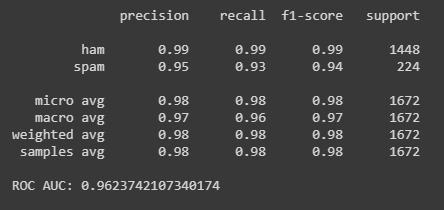 precision recall f1-score support
ham 0.99 0.99 0.99 1448
spam 0.95 0.93 0.94 224
micro avg 0.98 0.98 0.98 1672
macro avg 0.97 0.96 0.97 1672
weighted avg 0.98 0.98 0.98 1672
samples avg 0.98 0.98 0.98 1672
ROC AUC: 0.9623742107340174